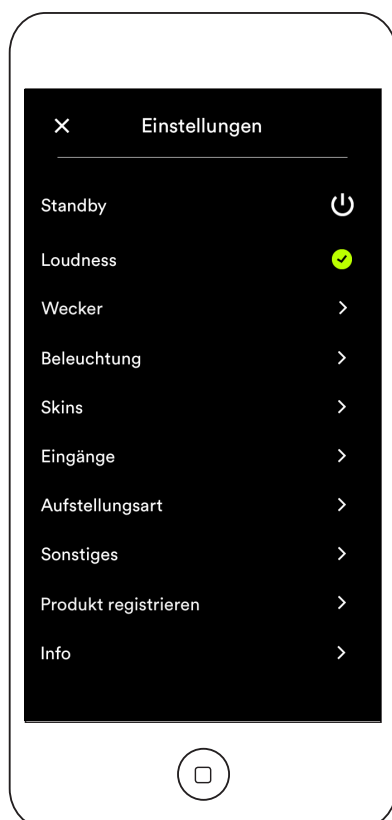 Einstellungen
Standby
Loudness
Wecker
Beleuchtung
Skins
Eingänge
Aufstellungsart
Sonstiges
Produkt registrieren
Info